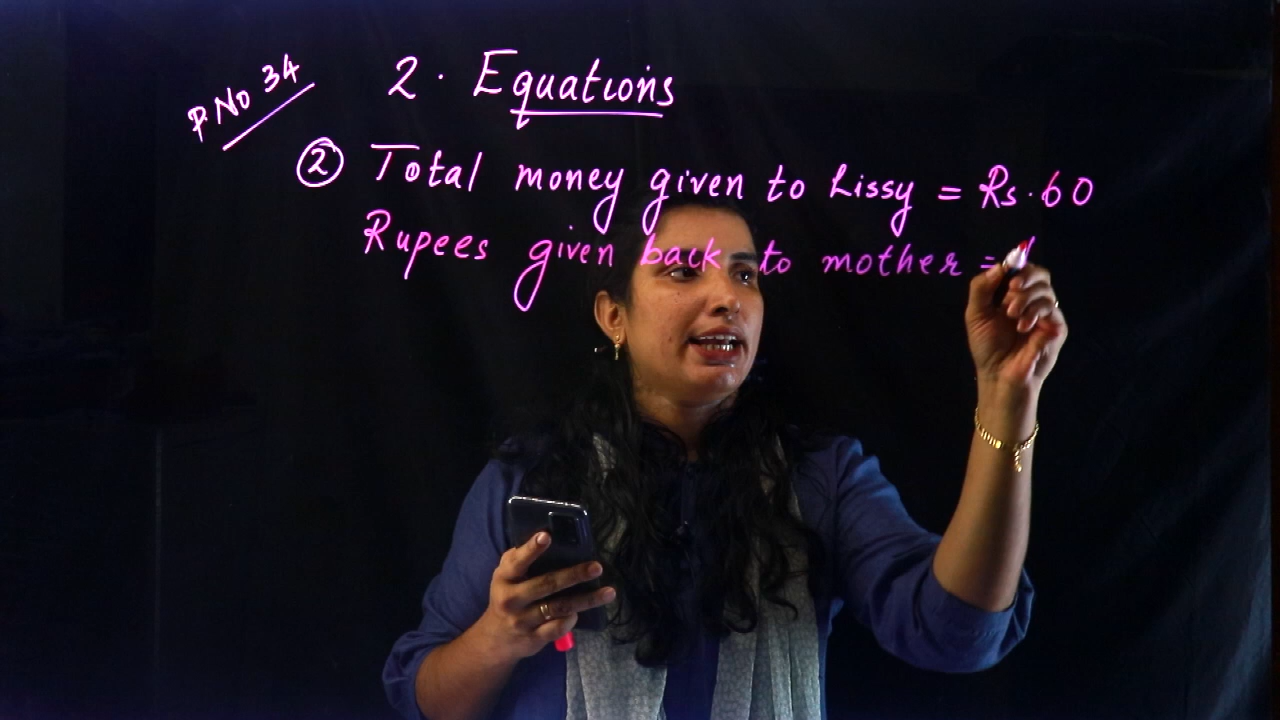 P.No 34
2. Equations
② Total money given to Lissy = Rs. 60
Rupees given back to mother =